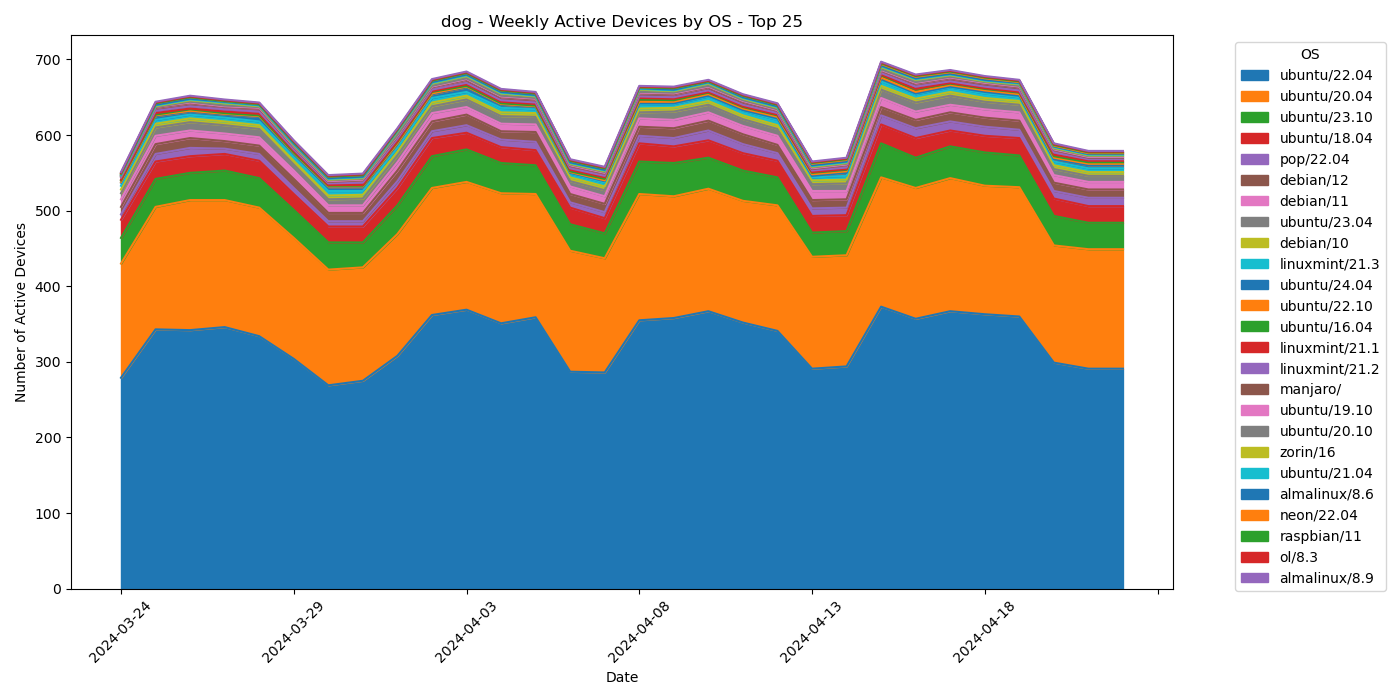 dog - Weekly Active Devices by OS - Top 25
Number of Active Devices
700
600
500
400
300
200
100
0
2024-03-24
2024-03-29
2024-04-03
2024-04-08
2024-04-13
2024-04-18
Date
OS
ubuntu/22.04
ubuntu/20.04
ubuntu/23.10
ubuntu/18.04
pop/22.04
debian/12
debian/11
ubuntu/23.04
debian/10
linuxmint/21.3
ubuntu/24.04
ubuntu/22.10
ubuntu/16.04
linuxmint/21.1
linuxmint/21.2
manjaro/
ubuntu/19.10
ubuntu/20.10
zorin/16
ubuntu/21.04
almalinux/8.6
neon/22.04
raspbian/11
ol/8.3
almalinux/8.9